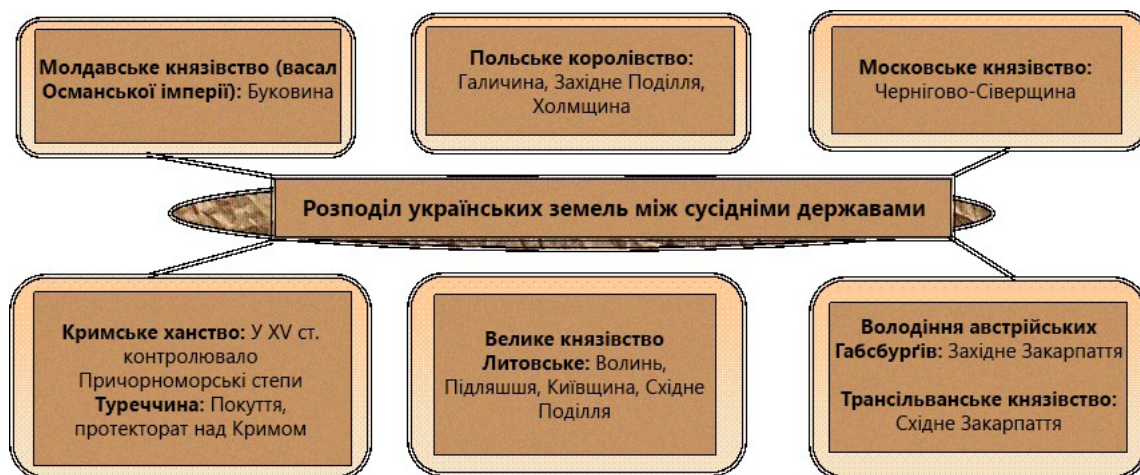 Молдавське князівство (васал
Османської імперії): Буковина
Польське королівство:
Галичина, Західне Поділля,
Холмщина
Московське князівство:
Чернігово-Сіверщина
Розподіл українських земель між сусідніми державами
Кримське ханство: У XV ст.
контролювало
Причорноморські степи
Туреччина: Покуття,
протекторат над Кримом
Велике князівство
Литовське: Волинь,
Підляшшя, Київщина, Східне
Поділля
Володіння австрійських
Габсбурґів: Західне Закарпаття
Трансільванське князівство:
Східне Закарпаття